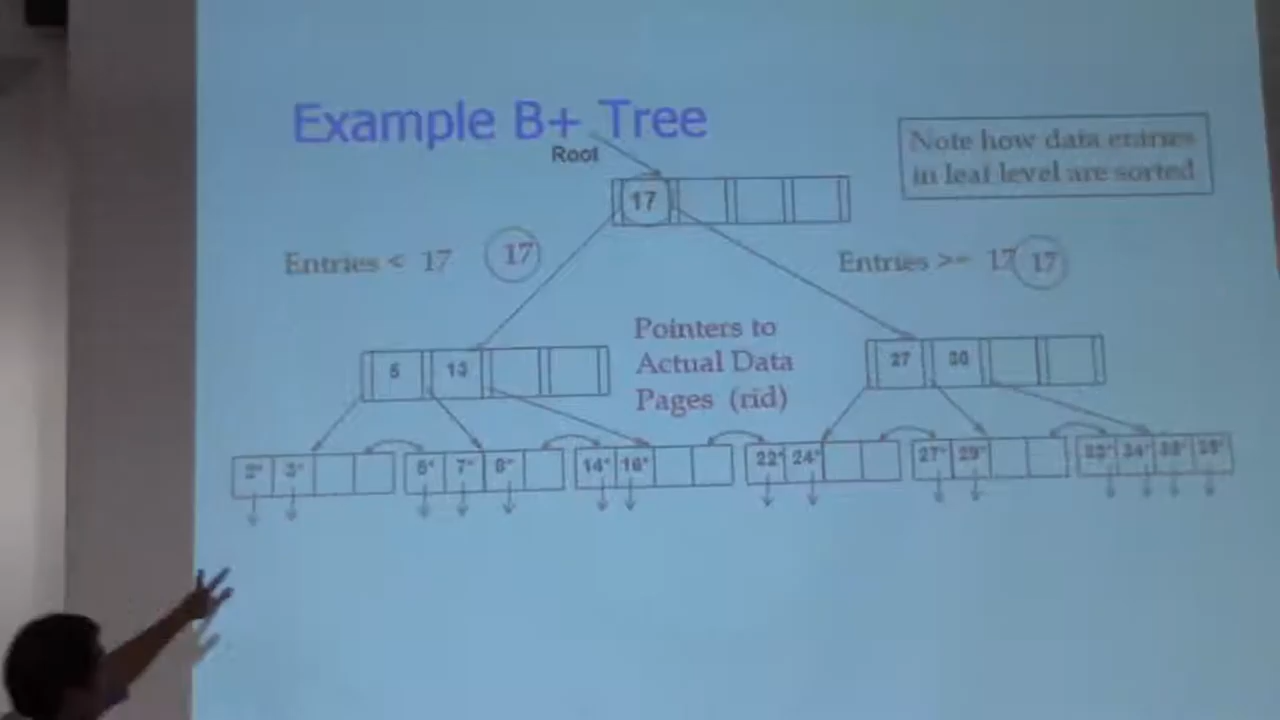 Example B+ Tree
Root
Note how data entries
in leaf level are sorted
17
Entries < 17 17
Entries >= 17 17
Pointers to
Actual Data
Pages (rid)
5 13
27 30
2* 3*
5* 7* 8*
14* 16*
22* 24*
27* 29*
33* 34*